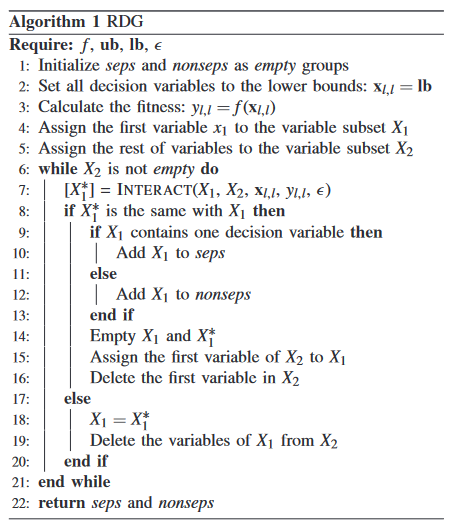 Algorithm 1 RDG
Require: f, ub, lb, ϵ
1: Initialize seps and nonseps as empty groups
2: Set all decision variables to the lower bounds: x_{l,l} = lb
3: Calculate the fitness: y_{l,l} = f(x_{l,l})
4: Assign the first variable x_1 to the variable subset X_1
5: Assign the rest of variables to the variable subset X_2
6: while X_2 is not empty do
7: [X_1^*] = INTERACT(X_1, X_2, x_{l,l}, y_{l,l}, ϵ)
8: if X_1^* is the same with X_1 then
9: if X_1 contains one decision variable then
10: Add X_1 to seps
11: else
12: Add X_1 to nonseps
13: end if
14: Empty X_1 and X_1^*
15: Assign the first variable of X_2 to X_1
16: Delete the first variable in X_2
17: else
18: X_1 = X_1^*
19: Delete the variables of X_1 from X_2
20: end if
21: end while
22: return seps and nonseps